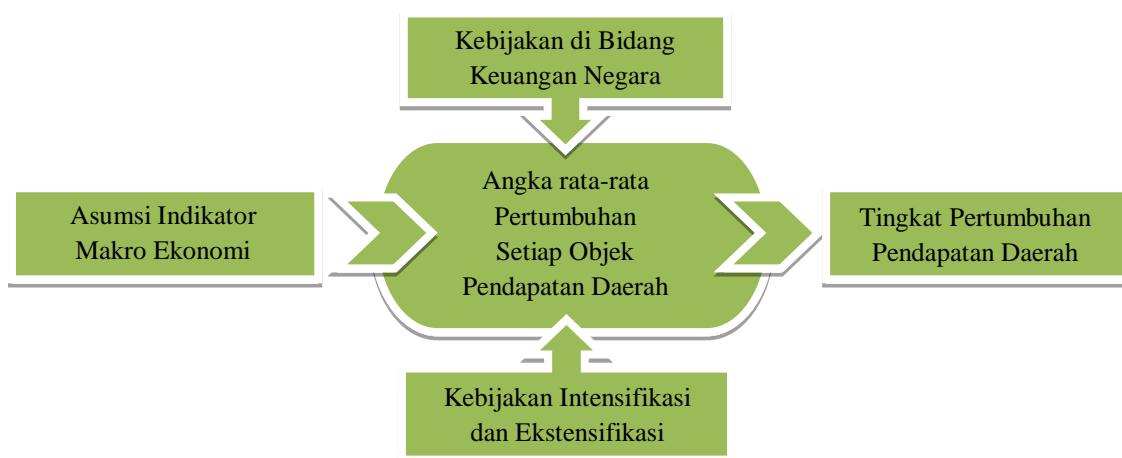 Kebijakan di Bidang
Keuangan Negara
Asumsi Indikator
Makro Ekonomi
Angka rata-rata
Pertumbuhan
Setiap Objek
Pendapatan Daerah
Tingkat Pertumbuhan
Pendapatan Daerah
Kebijakan Intensifikasi
dan Ekstensifikasi